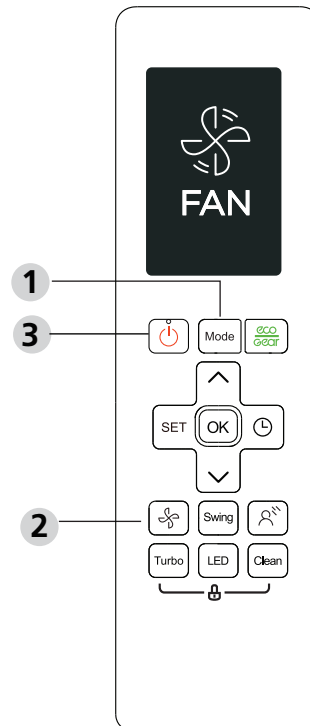 FAN
1
3
Mode
eco
gear
SET
OK
2
Swing
Turbo
LED
Clean